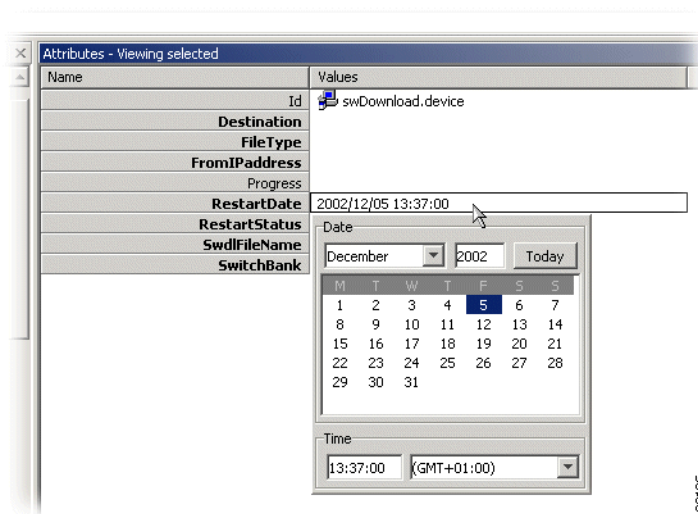 Attributes - Viewing selected
Name Values
Id swDownload.device
Destination
FileType
FromIPaddress
Progress
RestartDate 2002/12/05 13:37:00
RestartStatus
SwdlFileName
SwitchBank
Date
December 2002 Today
M T W T F S S
1 2 3 4 5 6 7
8 9 10 11 12 13 14
15 16 17 18 19 20 21
22 23 24 25 26 27 28
29 30 31
Time
13:37:00 (GMT+01:00)